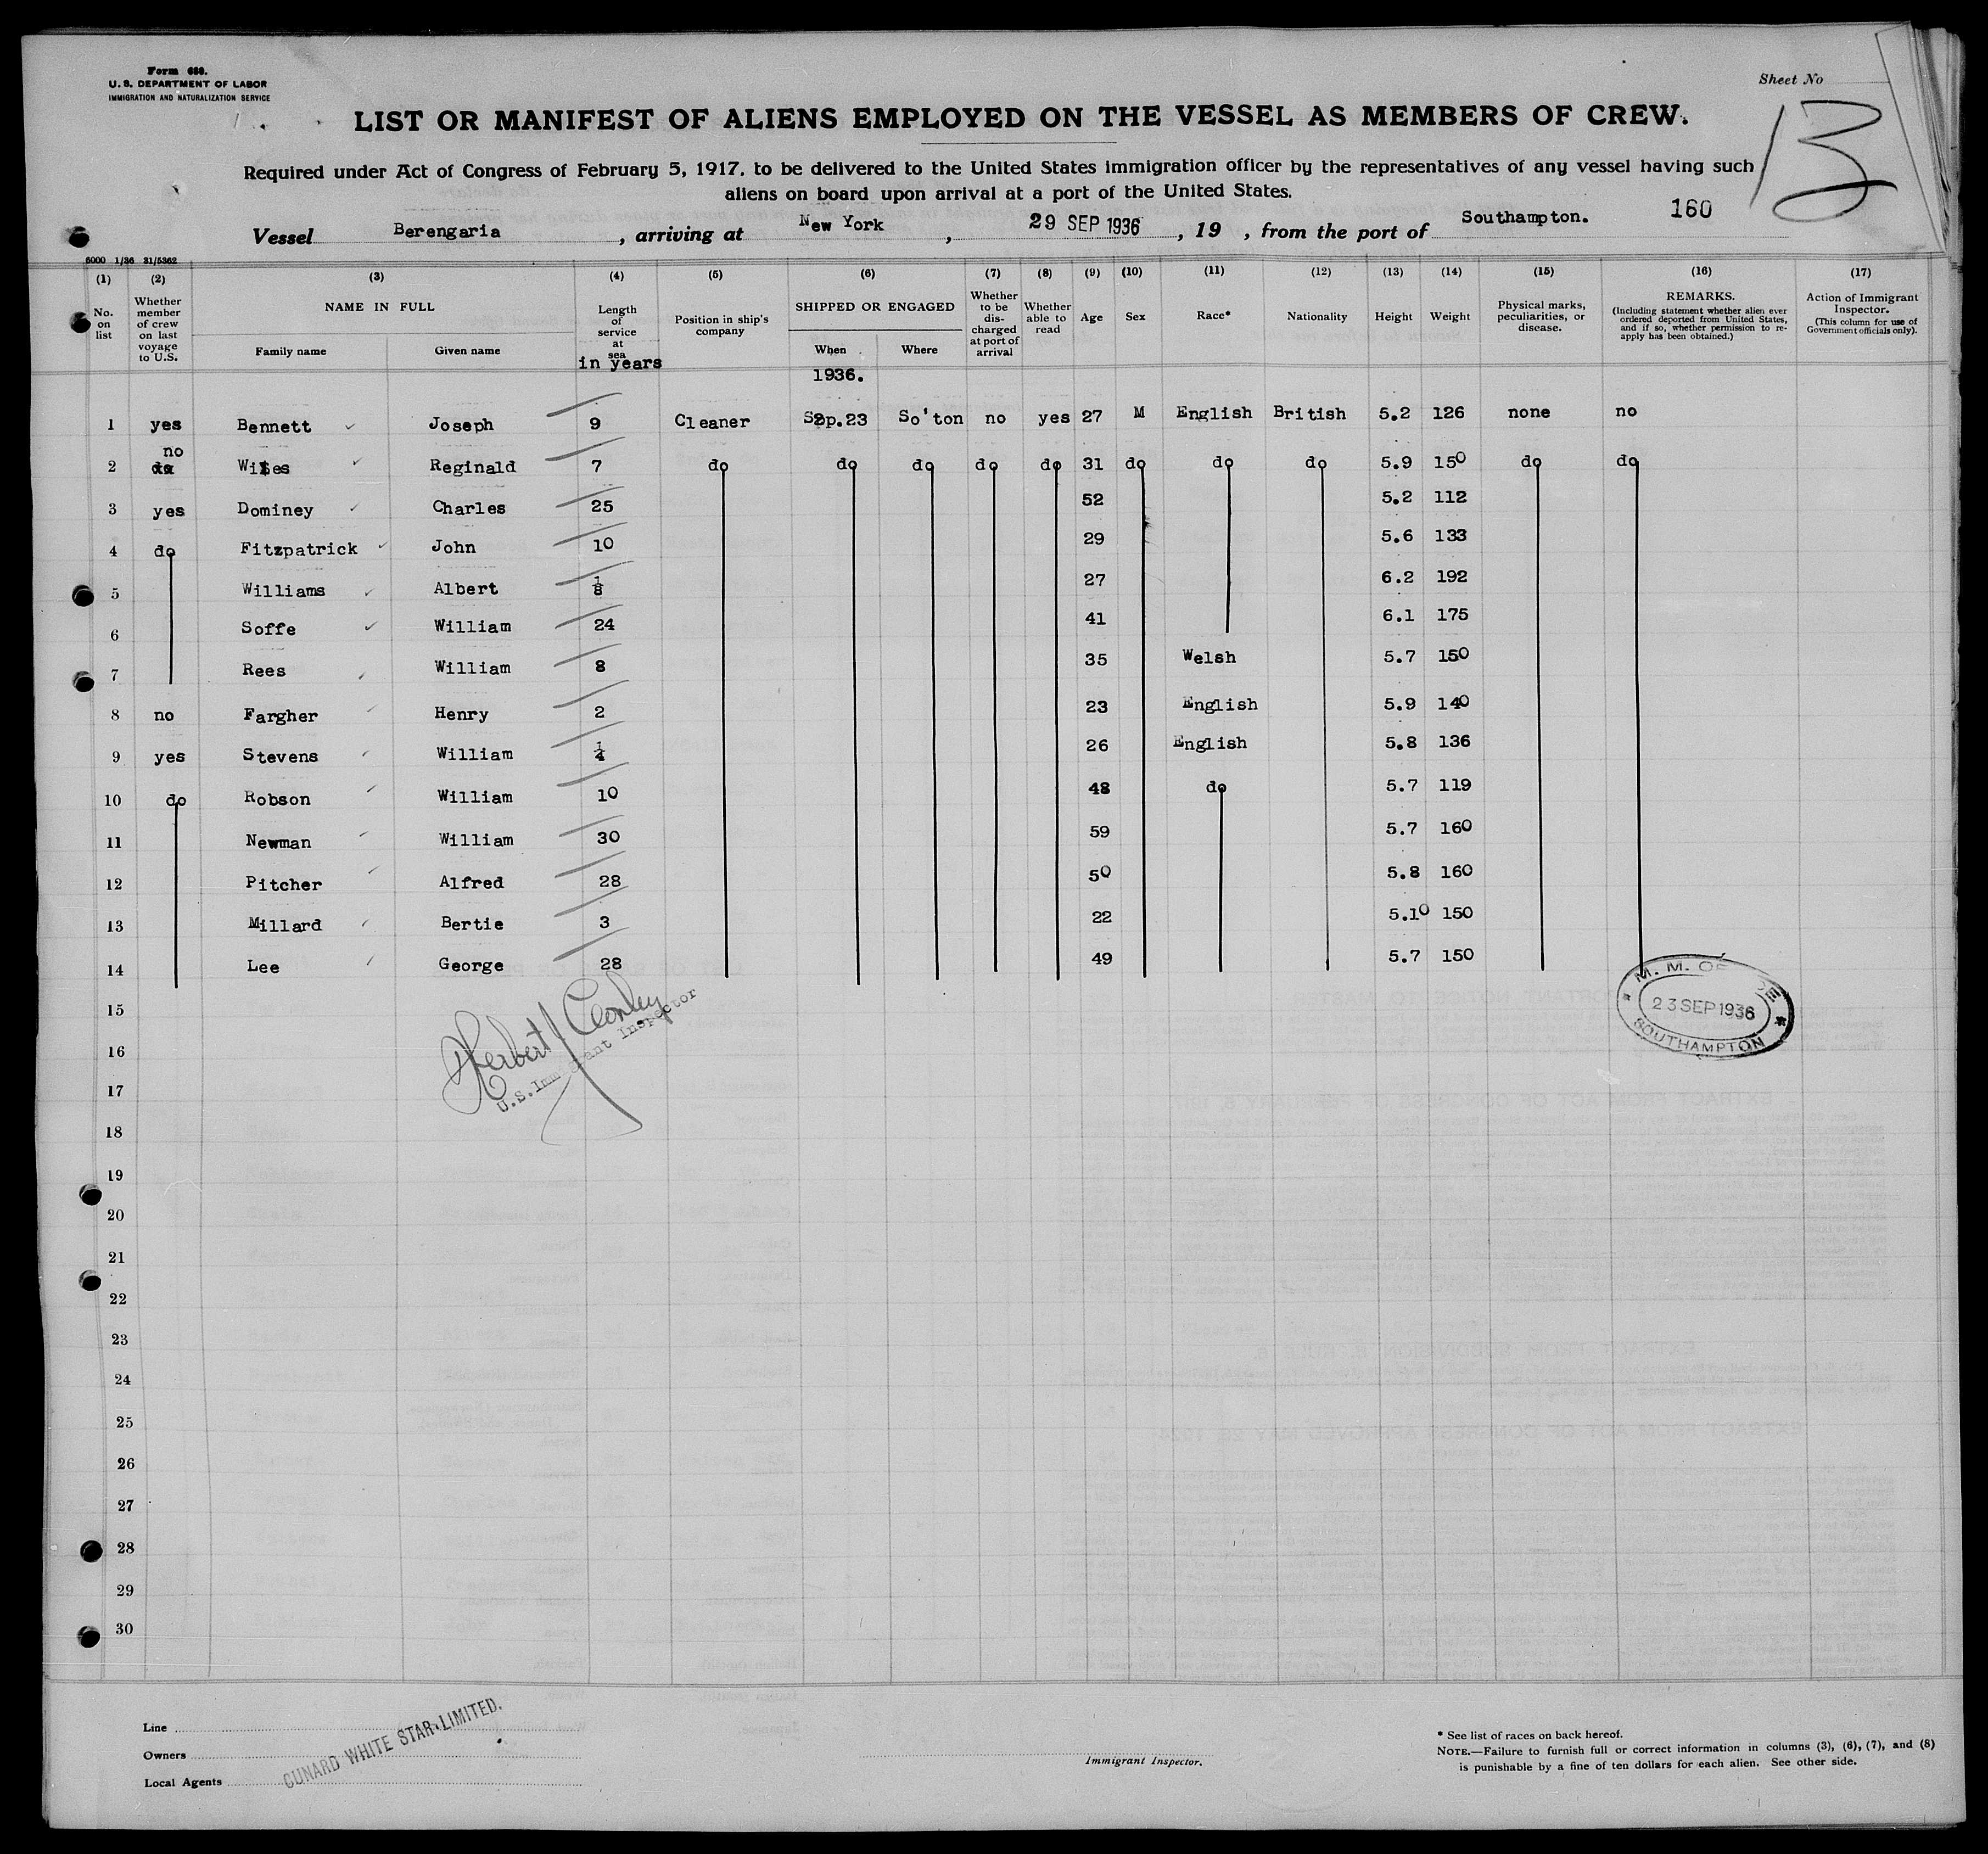 Form 680.
U. S. DEPARTMENT OF LABOR
IMMIGRATION AND NATURALIZATION SERVICE
Sheet No
13
LIST OR MANIFEST OF ALIENS EMPLOYED ON THE VESSEL AS MEMBERS OF CREW.
Required under Act of Congress of February 5, 1917, to be delivered to the United States immigration officer by the representatives of any vessel having such
aliens on board upon arrival at a port of the United States.
160
Vessel Berengaria, arriving at New York, 29 SEP 1936, 19 , from the port of Southampton.
6000 1/36 31/5362
(1) (2) (3) (4) (5) (6) (7) (8) (9) (10) (11) (12) (13) (14) (15) (16) (17)
No. on list
Whether member of crew on last voyage to U.S.
NAME IN FULL
Family name
Given name
Length of service at sea
in years
Position in ship's company
SHIPPED OR ENGAGED
When
Where
1936.
Whether to be discharged at port of arrival
Whether able to read
Age
Sex
Race*
Nationality
Height
Weight
Physical marks, peculiarities, or disease.
REMARKS.
(Including statement whether alien ever ordered deported from United States, and if so, whether permission to re-apply has been obtained.)
Action of Immigrant Inspector.
(This column for use of Government officials only).
1 yes Bennett Joseph 9 Cleaner Sep.23 So'ton no yes 27 M English British 5.2 126 none no
2 no Reginald 7 do do do do do 31 do do do 5.9 150 do do
3 yes Dominey Charles 25 52 5.2 112
4 do Fitzpatrick John 10 29 5.6 133
5 Williams Albert 1/8 27 6.2 192
6 Soffe William 24 41 6.1 175
7 Rees William 8 35 Welsh 5.7 150
8 no Fargher Henry 2 23 English 5.9 140
9 yes Stevens William 1/4 26 English 5.8 136
10 do Robson William 10 48 do 5.7 119
11 Newman William 30 59 5.7 160
12 Pitcher Alfred 28 50 5.8 160
13 Millard Bertie 3 22 5.10 150
14 Lee George 28 49 5.7 150
15
16
17
18
19
20
21
22
23
24
25
26
27
28
29
30
Herbert J
U.S. Immigrant Inspector
M. M. OFFICE
23 SEP 1936
SOUTHAMPTON
Line
Owners
Local Agents
CUNARD WHITE STAR LIMITED.
Immigrant Inspector.
* See list of races on back hereof.
NOTE.—Failure to furnish full or correct information in columns (3), (6), (7), and (8)
is punishable by a fine of ten dollars for each alien. See other side.